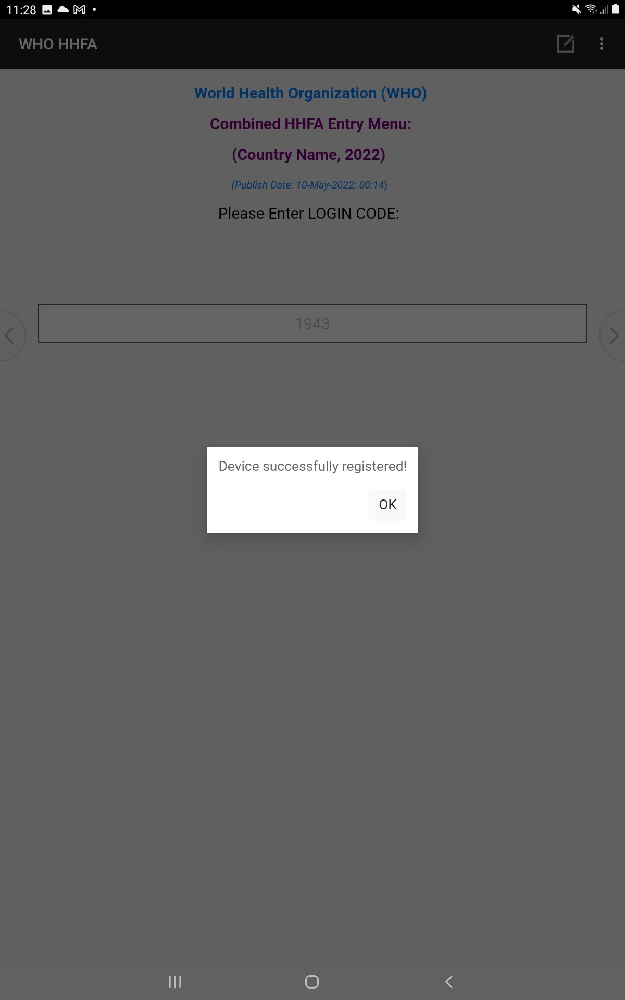 11:28
WHO HHFA
World Health Organization (WHO)
Combined HHFA Entry Menu:
(Country Name, 2022)
(Publish Date: 10-May-2022: 00:14)
Please Enter LOGIN CODE:
1943
Device successfully registered!
OK